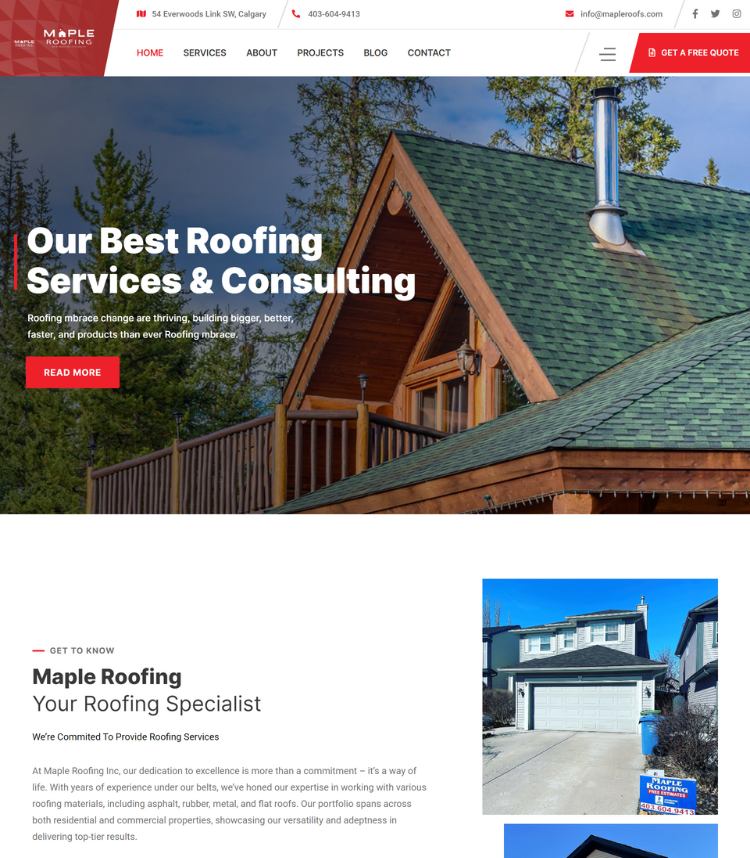 54 Everwoods Link SW, Calgary
403-604-9413
info@mapleroofs.com
MAPLE
ROOFING
MAPLE
HOME SERVICES ABOUT PROJECTS BLOG CONTACT
GET A FREE QUOTE
Our Best Roofing
Services & Consulting
Roofing mbrace change are thriving, building bigger, better,
faster, and products than ever Roofing mbrace.
READ MORE
GET TO KNOW
Maple Roofing
Your Roofing Specialist
We're Commited To Provide Roofing Services
At Maple Roofing Inc, our dedication to excellence is more than a commitment – it's a way of
life. With years of experience under our belts, we've honed our expertise in working with various
roofing materials, including asphalt, rubber, metal, and flat roofs. Our portfolio spans across
both residential and commercial properties, showcasing our versatility and adeptness in
delivering top-tier results.
MAPLE
ROOFING
FREE ESTIMATES
403.604.9413